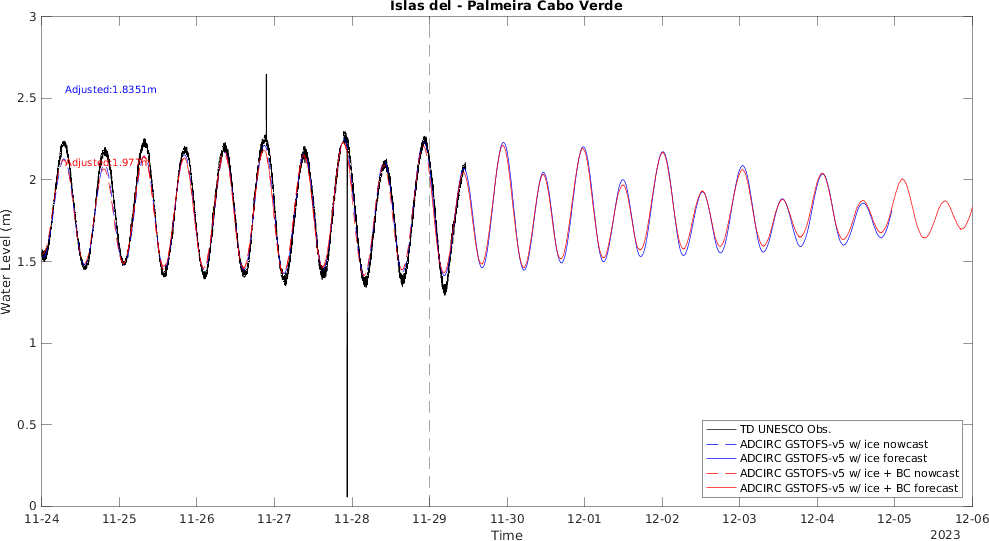 Islas del - Palmeira Cabo Verde
3
2.5
2
1.5
1
0.5
0
Water Level (m)
Adjusted:1.8351m
Adjusted:1.977m
TD UNESCO Obs.
ADCIRC GSTOFS-v5 w/ ice nowcast
ADCIRC GSTOFS-v5 w/ ice forecast
ADCIRC GSTOFS-v5 w/ ice + BC nowcast
ADCIRC GSTOFS-v5 w/ ice + BC forecast
11-24 11-25 11-26 11-27 11-28 11-29 11-30 12-01 12-02 12-03 12-04 12-05 12-06
Time
2023